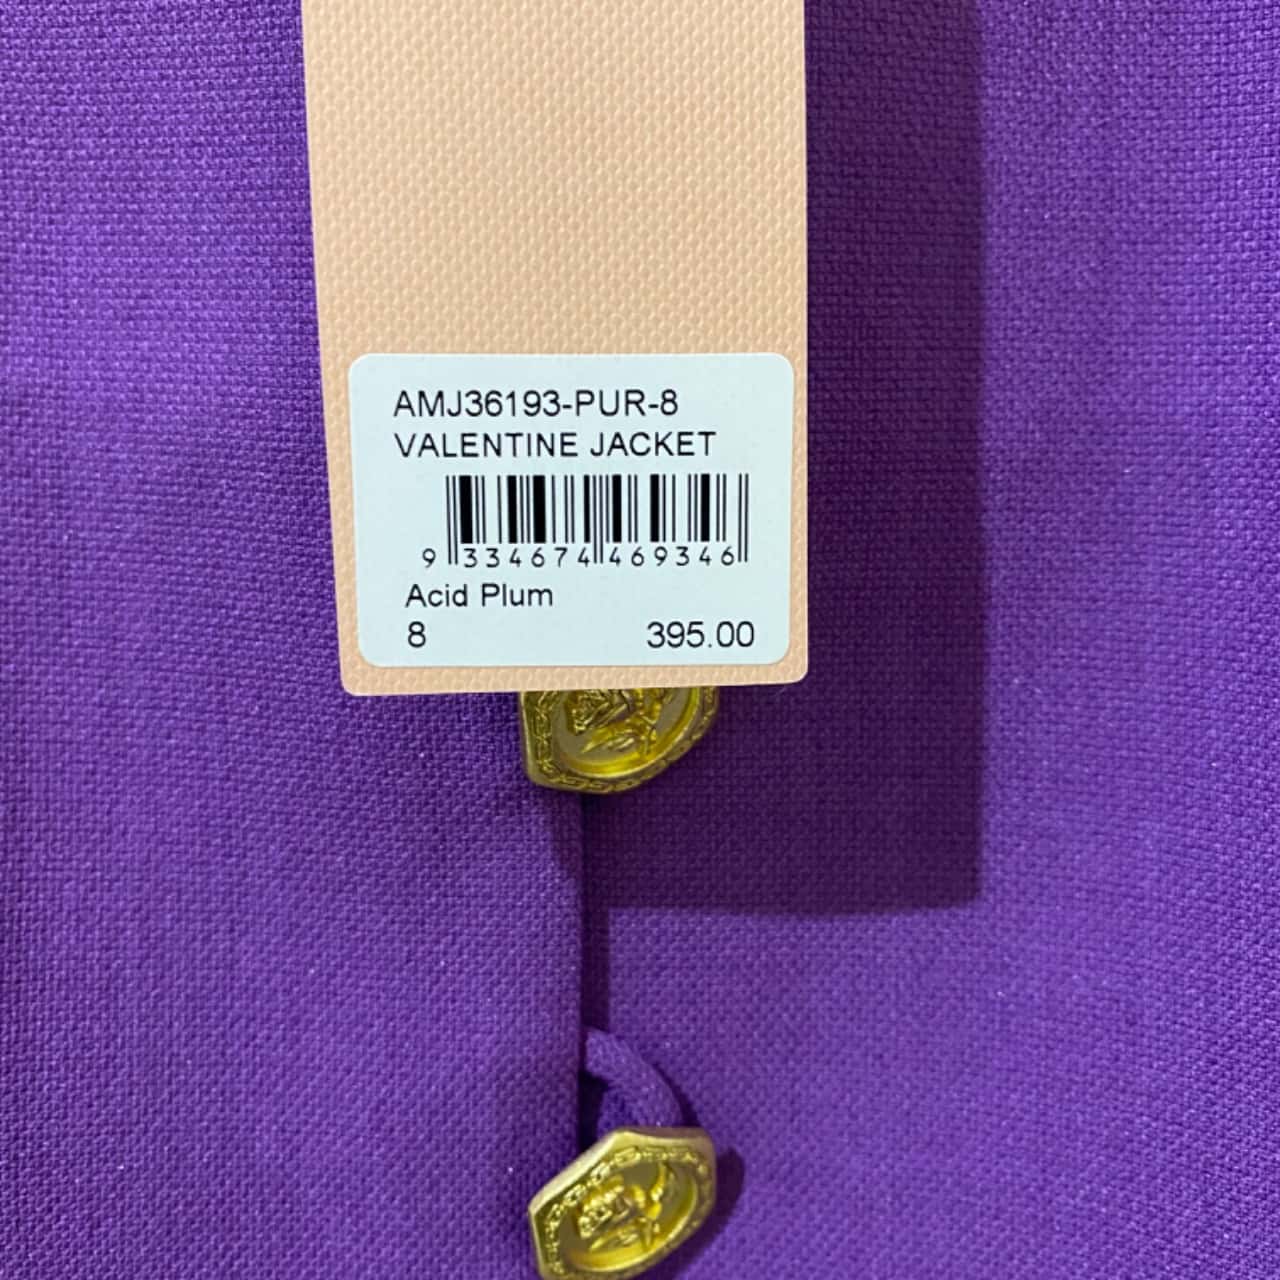 AMJ36193-PUR-8
VALENTINE JACKET
9 334674 469346
Acid Plum
8 395.00